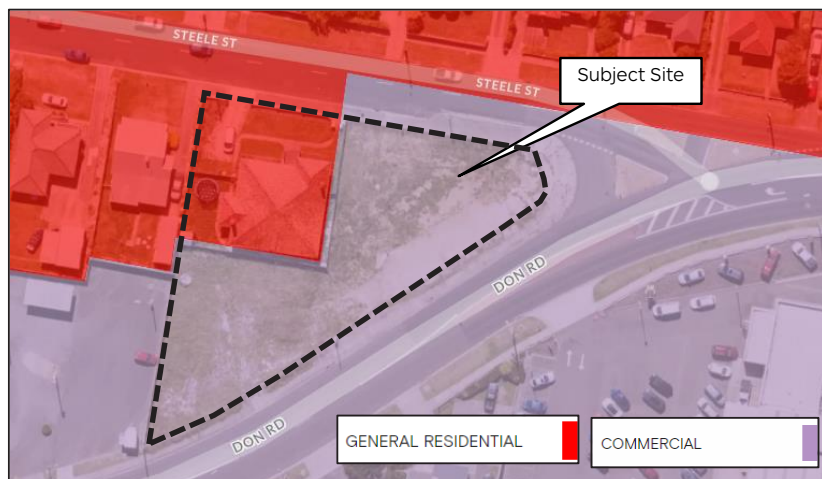 STEELE ST
STEELE ST
Subject Site
DON RD
DON RD
GENERAL RESIDENTIAL
COMMERCIAL